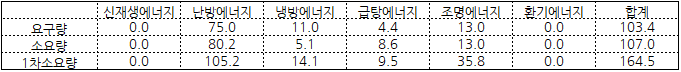 신재생에너지 난방에너지 냉방에너지 급탕에너지 조명에너지 환기에너지 합계
요구량 0.0 75.0 11.0 4.4 13.0 0.0 103.4
소요량 0.0 80.2 5.1 8.6 13.0 0.0 107.0
1차소요량 0.0 105.2 14.1 9.5 35.8 0.0 164.5